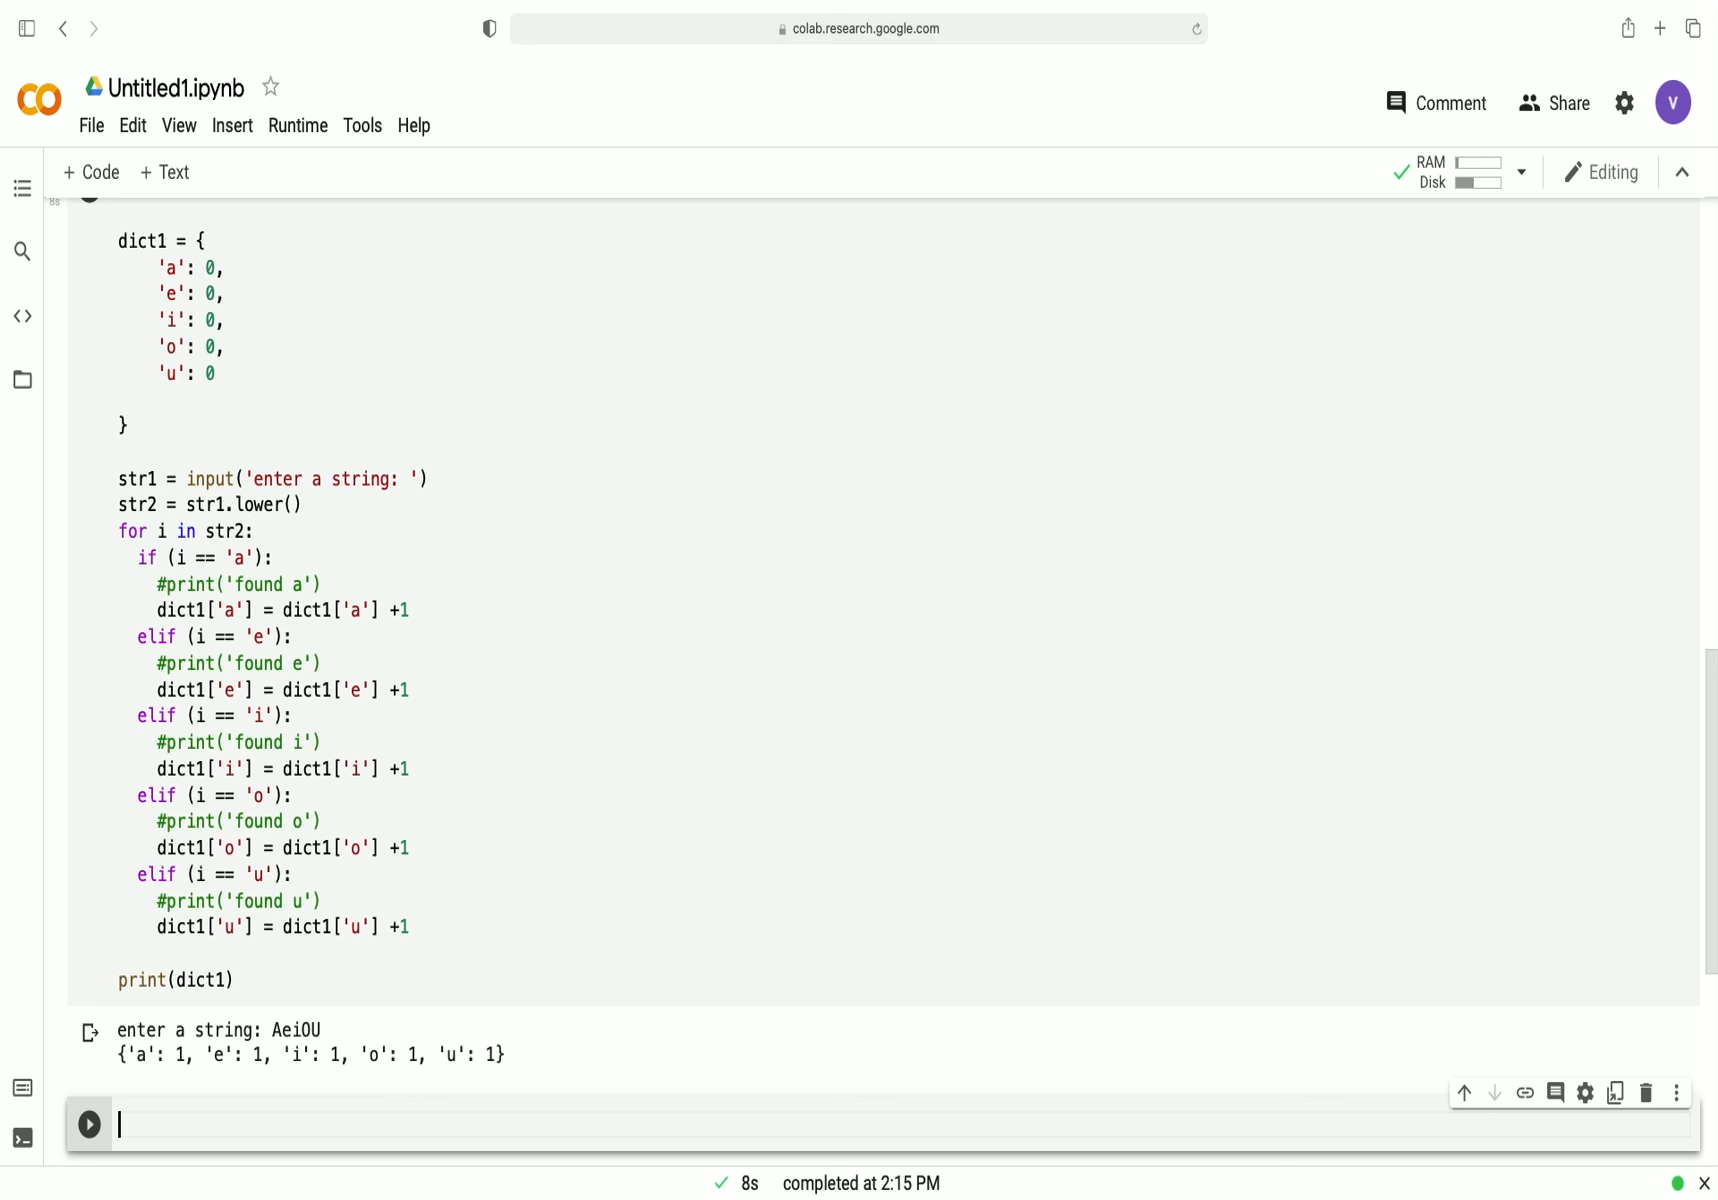 colab.research.google.com
Untitled1.ipynb
Comment
Share
V
File Edit View Insert Runtime Tools Help
+ Code + Text
RAM
Disk
Editing
8s
dict1 = {
'a': 0,
'e': 0,
'i': 0,
'o': 0,
'u': 0
}
str1 = input('enter a string: ')
str2 = str1.lower()
for i in str2:
if (i == 'a'):
#print('found a')
dict1['a'] = dict1['a'] +1
elif (i == 'e'):
#print('found e')
dict1['e'] = dict1['e'] +1
elif (i == 'i'):
#print('found i')
dict1['i'] = dict1['i'] +1
elif (i == 'o'):
#print('found o')
dict1['o'] = dict1['o'] +1
elif (i == 'u'):
#print('found u')
dict1['u'] = dict1['u'] +1
print(dict1)
enter a string: AeiOU
{'a': 1, 'e': 1, 'i': 1, 'o': 1, 'u': 1}
8s completed at 2:15 PM